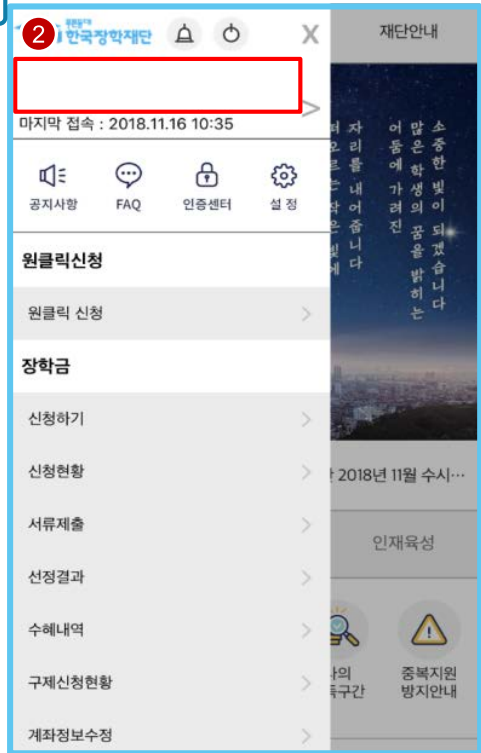 2
푸른등대
한국장학재단
X
재단안내
마지막 접속 : 2018.11.16 10:35
>
공지사항 FAQ 인증센터 설 정
원클릭신청
원클릭 신청
장학금
신청하기
신청현황
서류제출
선정결과
수혜내역
구제신청현황
계좌정보수정
소중한 빛이 되겠습니다
많은 학생의 꿈을 밝히는
어둠에 가려진
자리를 내어줍니다
2018년 11월 수시…
인재육성
중복지원
방지안내